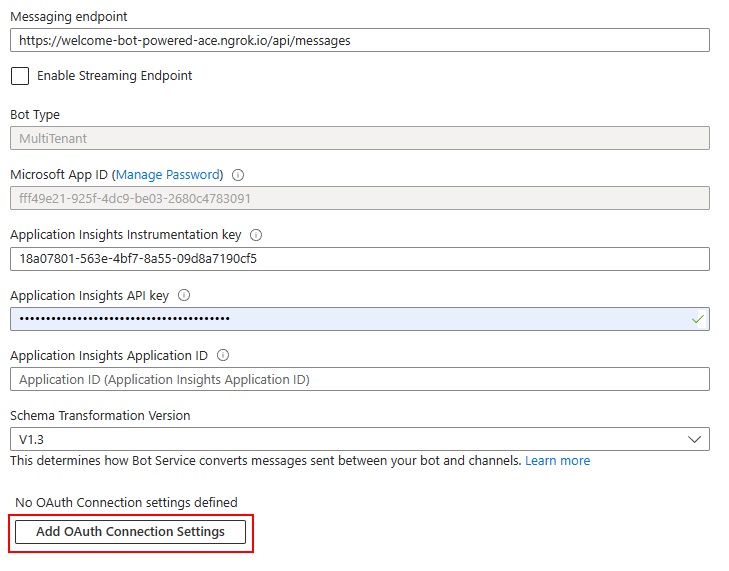 Messaging endpoint
https://welcome-bot-powered-ace.ngrok.io/api/messages
Enable Streaming Endpoint
Bot Type
MultiTenant
Microsoft App ID (Manage Password)
fff49e21-925f-4dc9-be03-2680c4783091
Application Insights Instrumentation key
18a07801-563e-4bf7-8a55-09d8a7190cf5
Application Insights API key
••••••••••••••••••••••••••••••••••••••••
Application Insights Application ID
Application ID (Application Insights Application ID)
Schema Transformation Version
V1.3
This determines how Bot Service converts messages sent between your bot and channels. Learn more
No OAuth Connection settings defined
Add OAuth Connection Settings